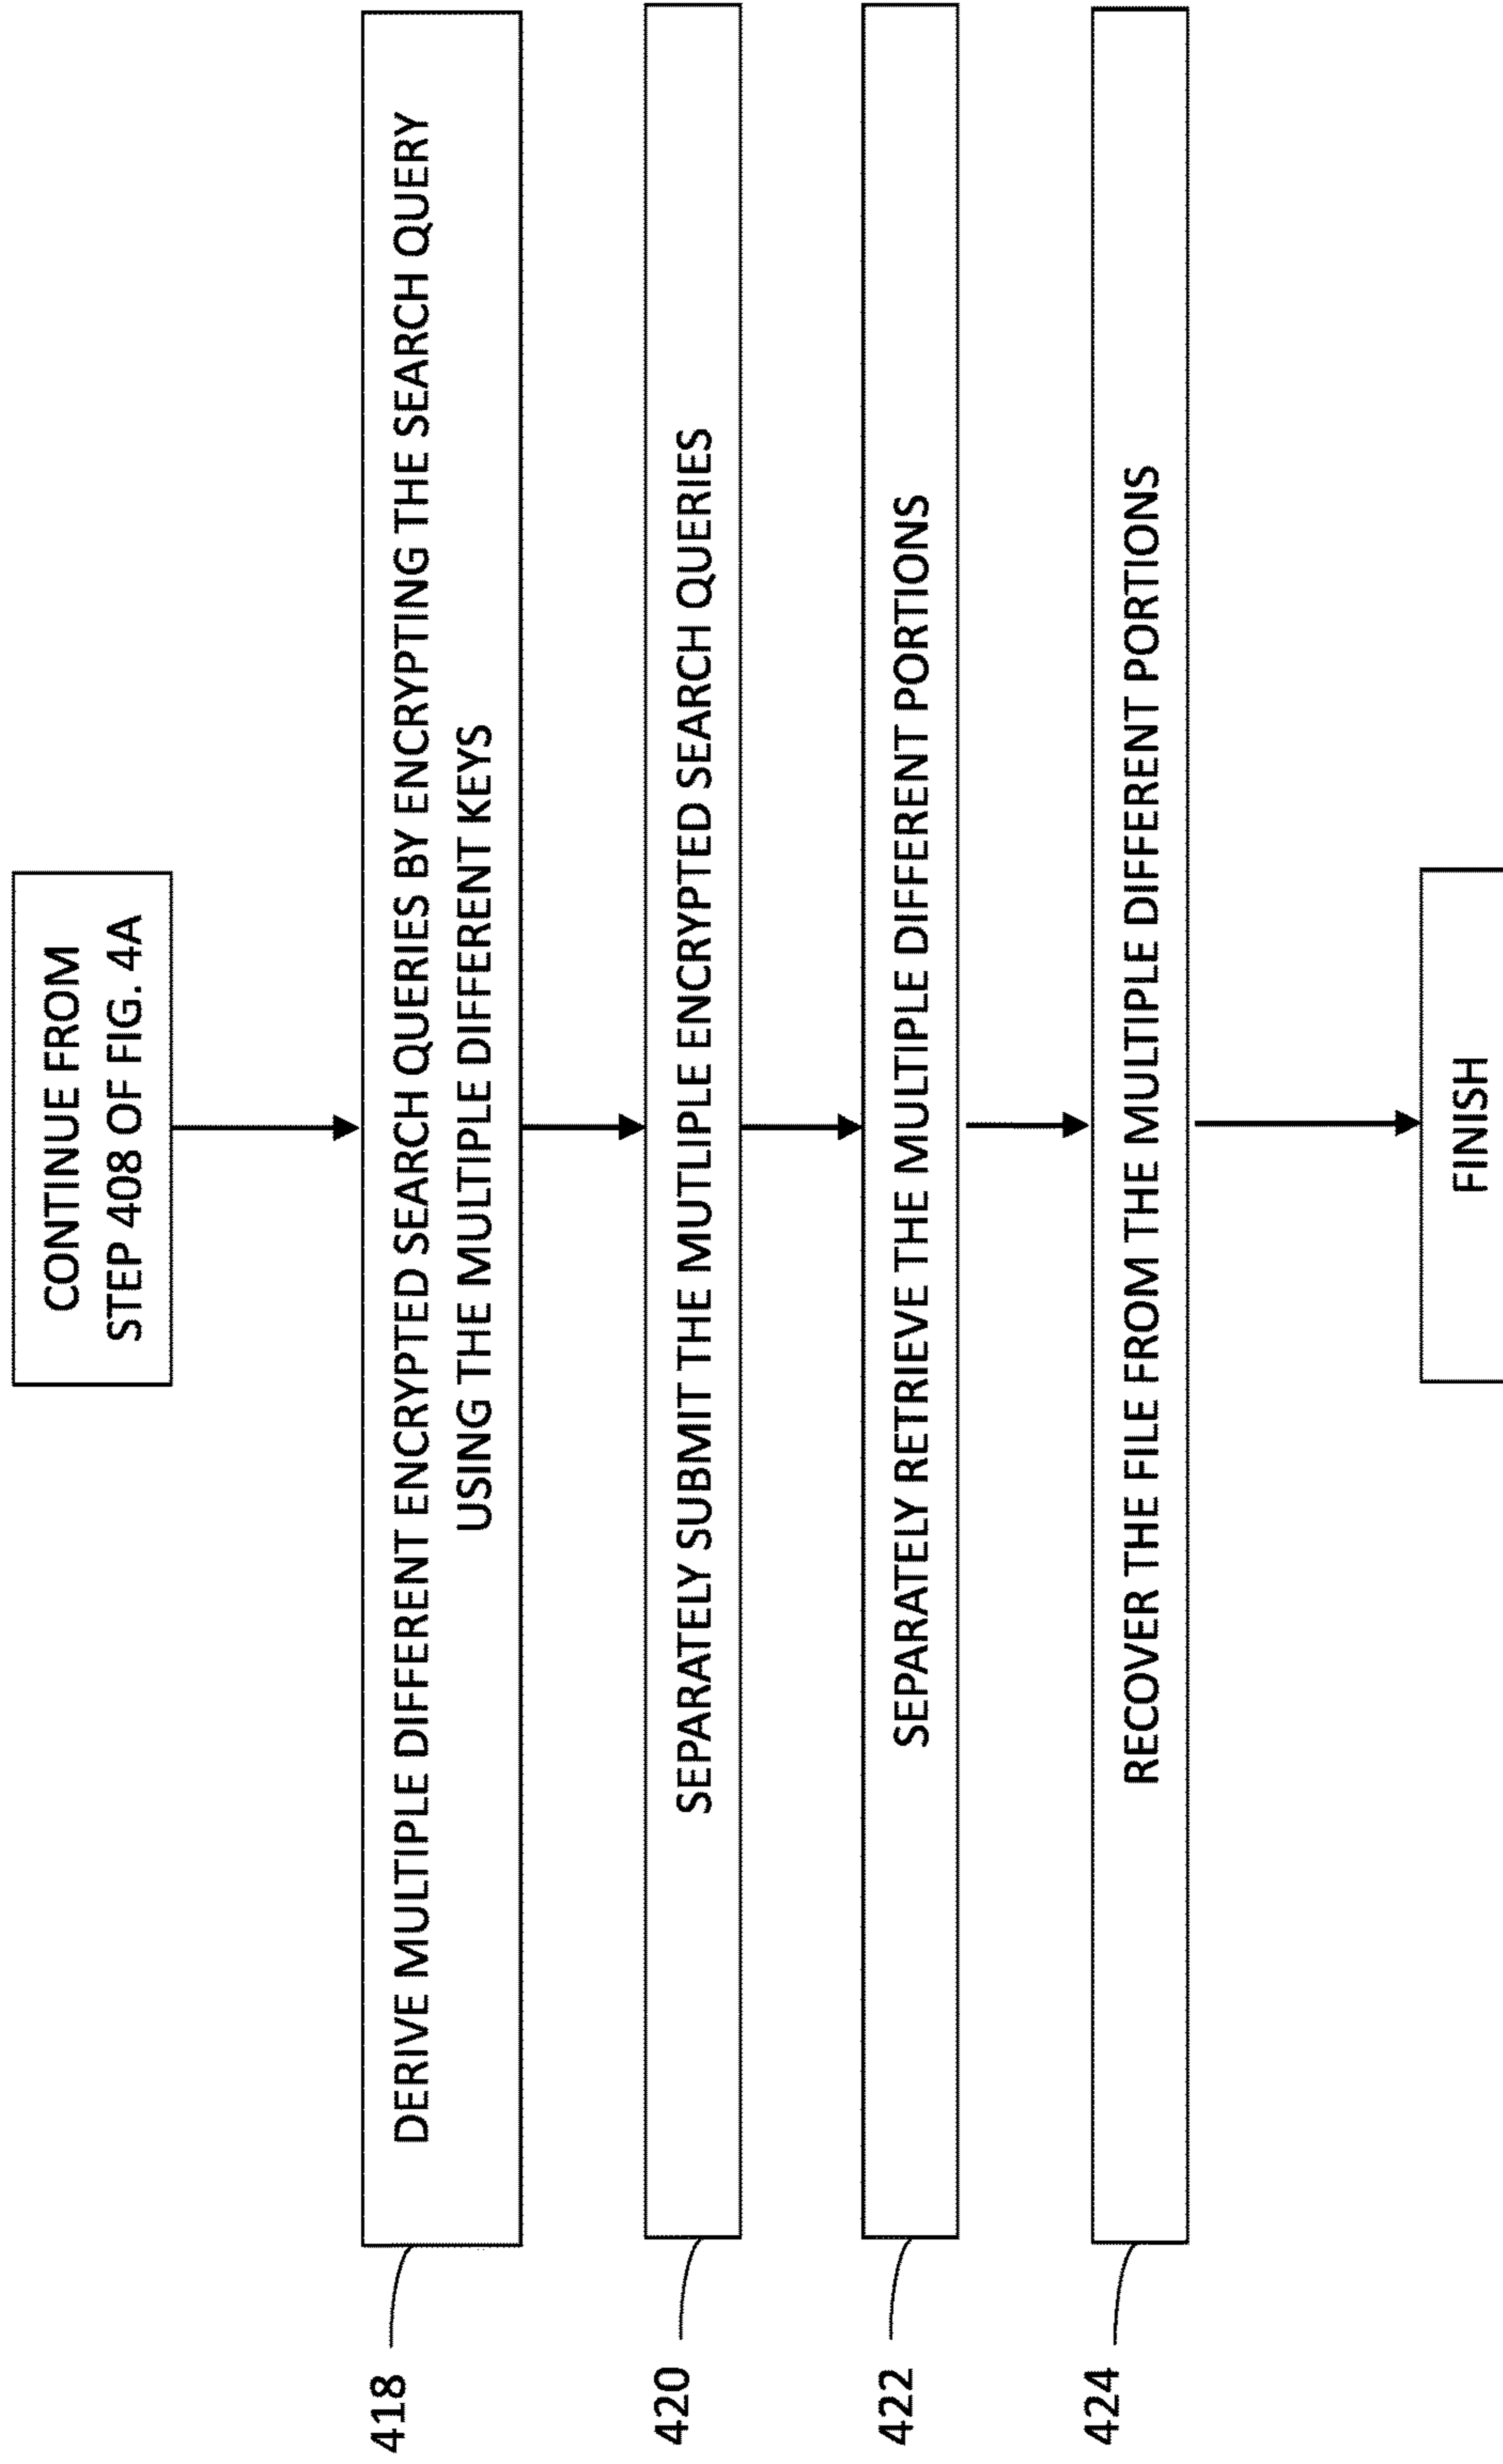 CONTINUE FROM
STEP 408 OF FIG. 4A
418
DERIVE MULTIPLE DIFFERENT ENCRYPTED SEARCH QUERIES BY ENCRYPTING THE SEARCH QUERY
USING THE MULTIPLE DIFFERENT KEYS
420
SEPARATELY SUBMIT THE MUTLIPLE ENCRYPTED SEARCH QUERIES
422
SEPARATELY RETRIEVE THE MULTIPLE DIFFERENT PORTIONS
424
RECOVER THE FILE FROM THE MULTIPLE DIFFERENT PORTIONS
FINISH